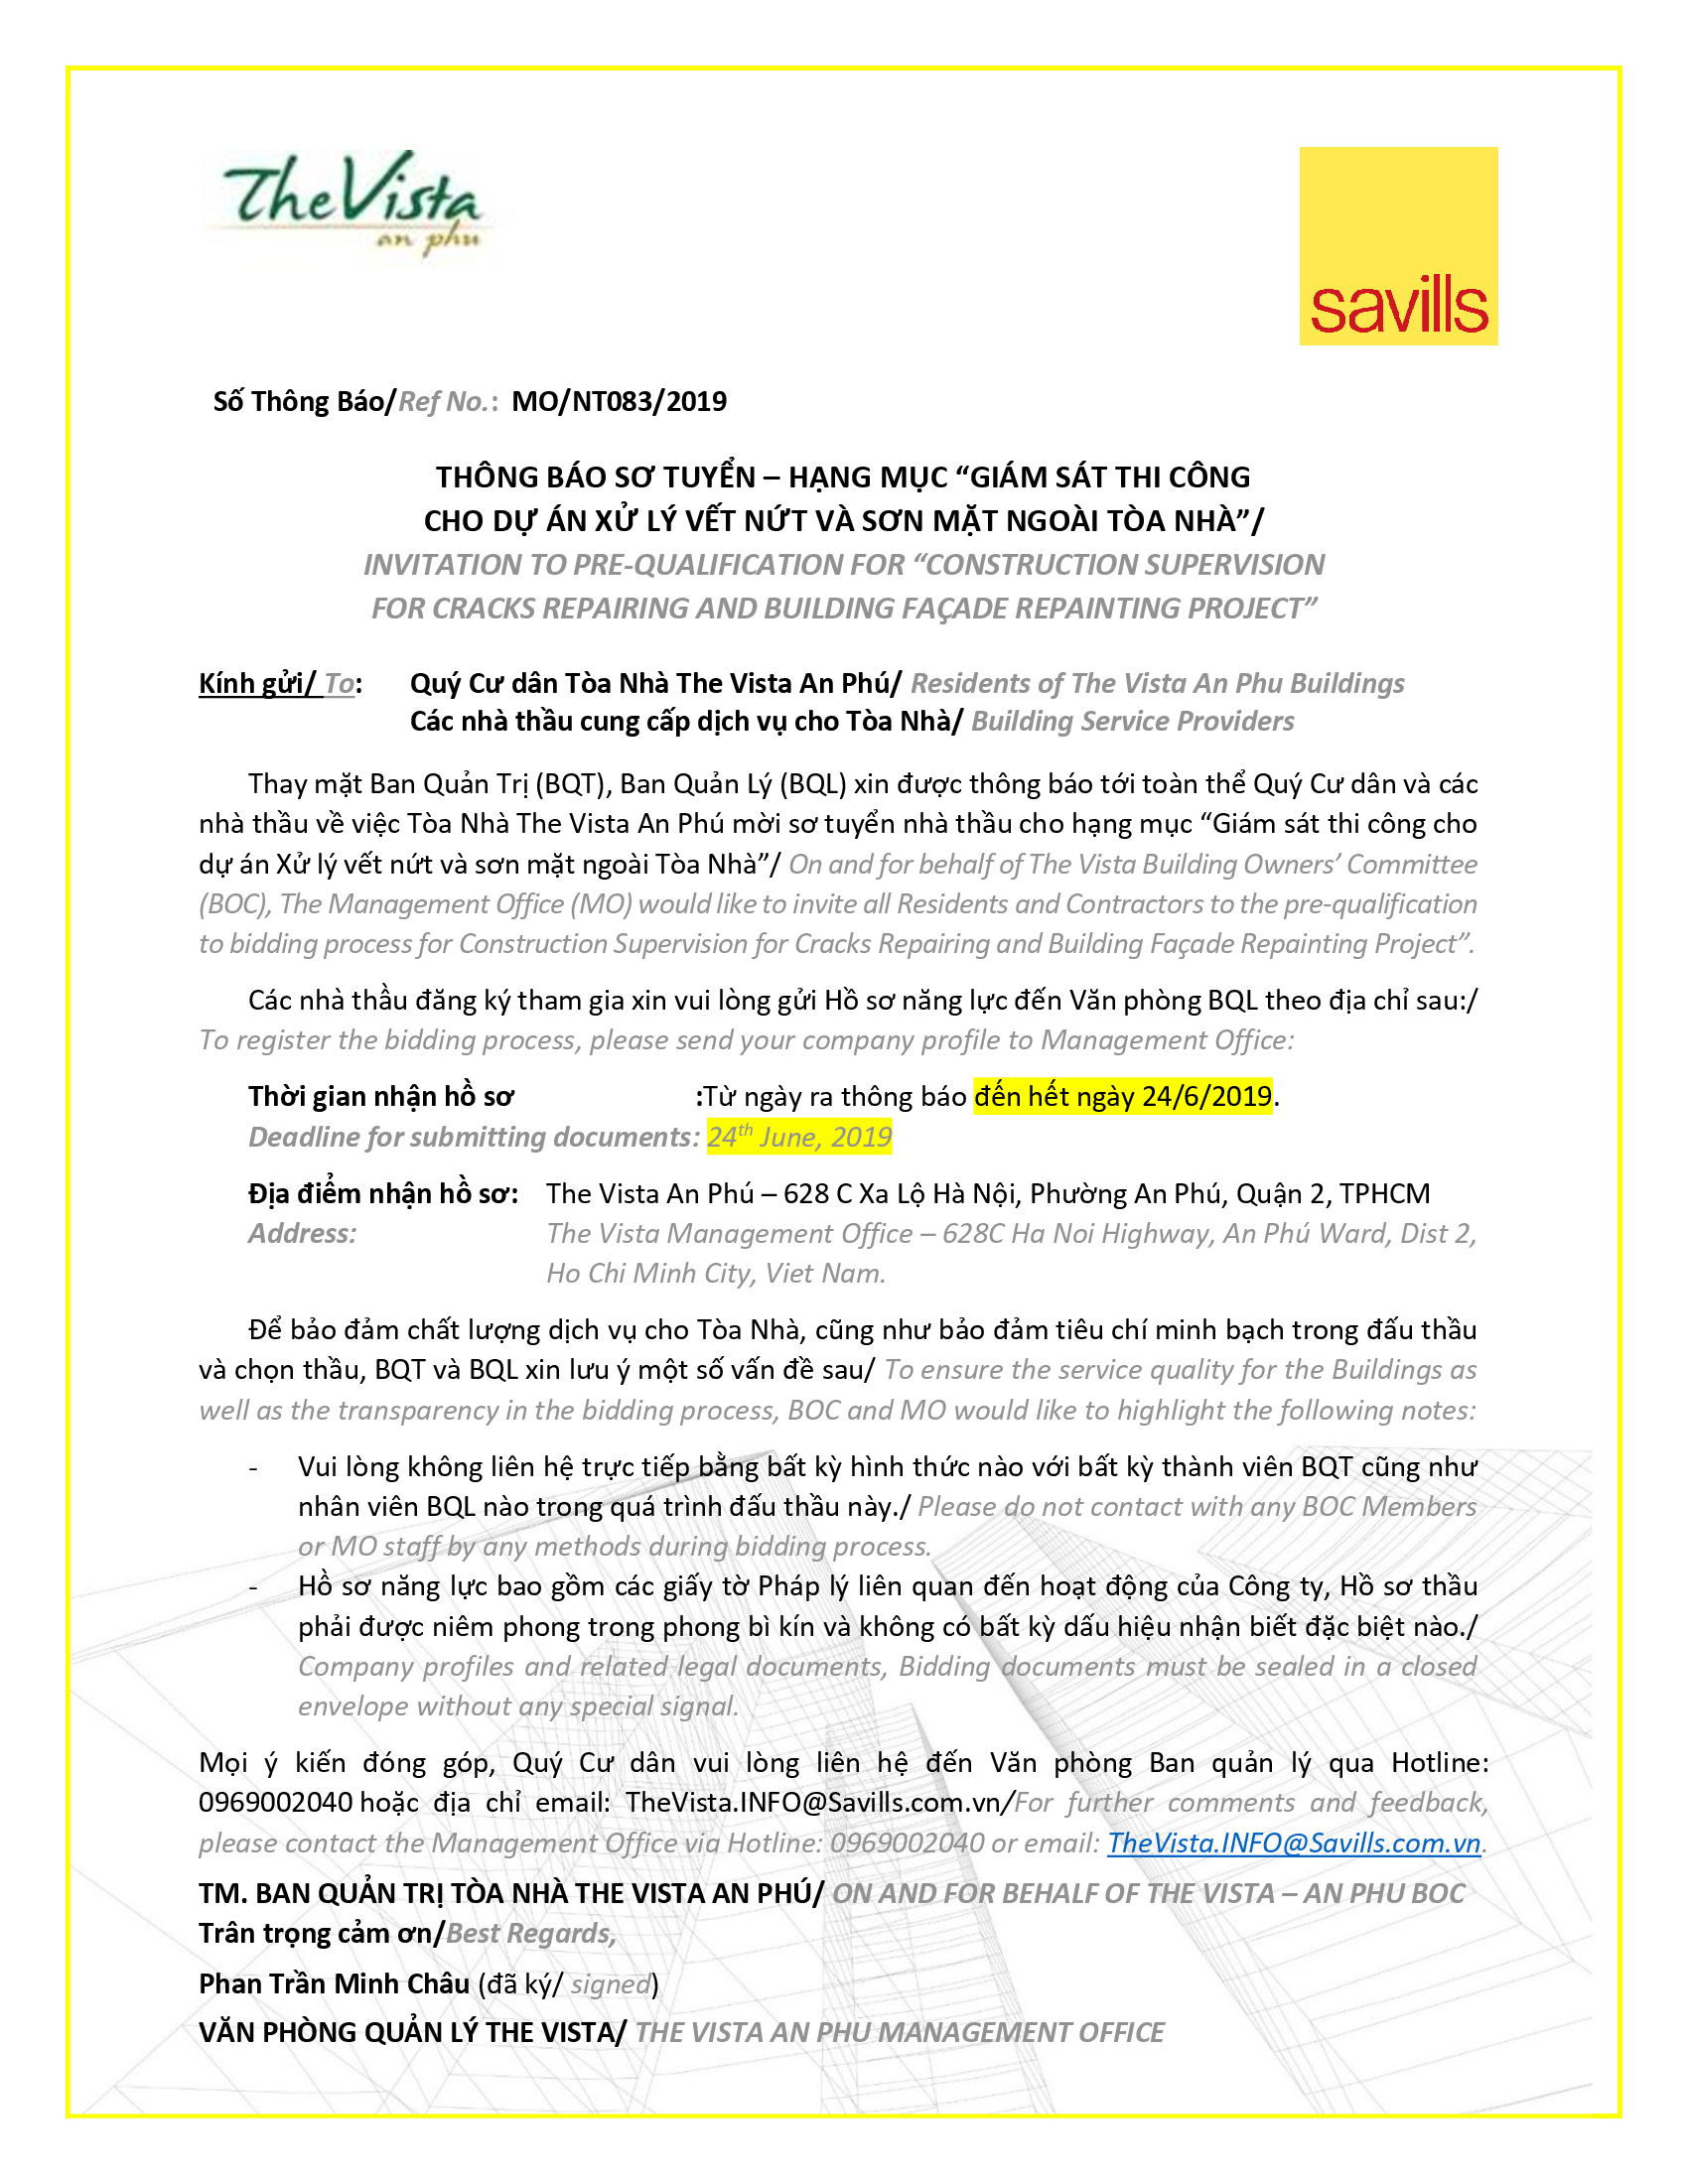 The Vista
an phu
savills
Số Thông Báo/Ref No.: MO/NT083/2019
THÔNG BÁO SƠ TUYỂN – HẠNG MỤC “GIÁM SÁT THI CÔNG
CHO DỰ ÁN XỬ LÝ VẾT NỨT VÀ SƠN MẶT NGOÀI TÒA NHÀ”/
INVITATION TO PRE-QUALIFICATION FOR “CONSTRUCTION SUPERVISION
FOR CRACKS REPAIRING AND BUILDING FAÇADE REPAINTING PROJECT”
Kính gửi/ To: Quý Cư dân Tòa Nhà The Vista An Phú/ Residents of The Vista An Phu Buildings
Các nhà thầu cung cấp dịch vụ cho Tòa Nhà/ Building Service Providers
Thay mặt Ban Quản Trị (BQT), Ban Quản Lý (BQL) xin được thông báo tới toàn thể Quý Cư dân và các
nhà thầu về việc Tòa Nhà The Vista An Phú mời sơ tuyển nhà thầu cho hạng mục “Giám sát thi công cho
dự án Xử lý vết nứt và sơn mặt ngoài Tòa Nhà”/ On and for behalf of The Vista Building Owners’ Committee
(BOC), The Management Office (MO) would like to invite all Residents and Contractors to the pre-qualification
to bidding process for Construction Supervision for Cracks Repairing and Building Façade Repainting Project”.
Các nhà thầu đăng ký tham gia xin vui lòng gửi Hồ sơ năng lực đến Văn phòng BQL theo địa chỉ sau:/
To register the bidding process, please send your company profile to Management Office:
Thời gian nhận hồ sơ :Từ ngày ra thông báo đến hết ngày 24/6/2019.
Deadline for submitting documents: 24th June, 2019
Địa điểm nhận hồ sơ: The Vista An Phú – 628 C Xa Lộ Hà Nội, Phường An Phú, Quận 2, TPHCM
Address: The Vista Management Office – 628C Ha Noi Highway, An Phú Ward, Dist 2,
Ho Chi Minh City, Viet Nam.
Để bảo đảm chất lượng dịch vụ cho Tòa Nhà, cũng như bảo đảm tiêu chí minh bạch trong đấu thầu
và chọn thầu, BQT và BQL xin lưu ý một số vấn đề sau/ To ensure the service quality for the Buildings as
well as the transparency in the bidding process, BOC and MO would like to highlight the following notes:
- Vui lòng không liên hệ trực tiếp bằng bất kỳ hình thức nào với bất kỳ thành viên BQT cũng như
nhân viên BQL nào trong quá trình đấu thầu này./ Please do not contact with any BOC Members
or MO staff by any methods during bidding process.
- Hồ sơ năng lực bao gồm các giấy tờ Pháp lý liên quan đến hoạt động của Công ty, Hồ sơ thầu
phải được niêm phong trong phong bì kín và không có bất kỳ dấu hiệu nhận biết đặc biệt nào./
Company profiles and related legal documents, Bidding documents must be sealed in a closed
envelope without any special signal.
Mọi ý kiến đóng góp, Quý Cư dân vui lòng liên hệ đến Văn phòng Ban quản lý qua Hotline:
0969002040 hoặc địa chỉ email: TheVista.INFO@Savills.com.vn/For further comments and feedback,
please contact the Management Office via Hotline: 0969002040 or email: TheVista.INFO@Savills.com.vn.
TM. BAN QUẢN TRỊ TÒA NHÀ THE VISTA AN PHÚ/ ON AND FOR BEHALF OF THE VISTA – AN PHU BOC
Trân trọng cảm ơn/Best Regards,
Phan Trần Minh Châu (đã ký/ signed)
VĂN PHÒNG QUẢN LÝ THE VISTA/ THE VISTA AN PHU MANAGEMENT OFFICE